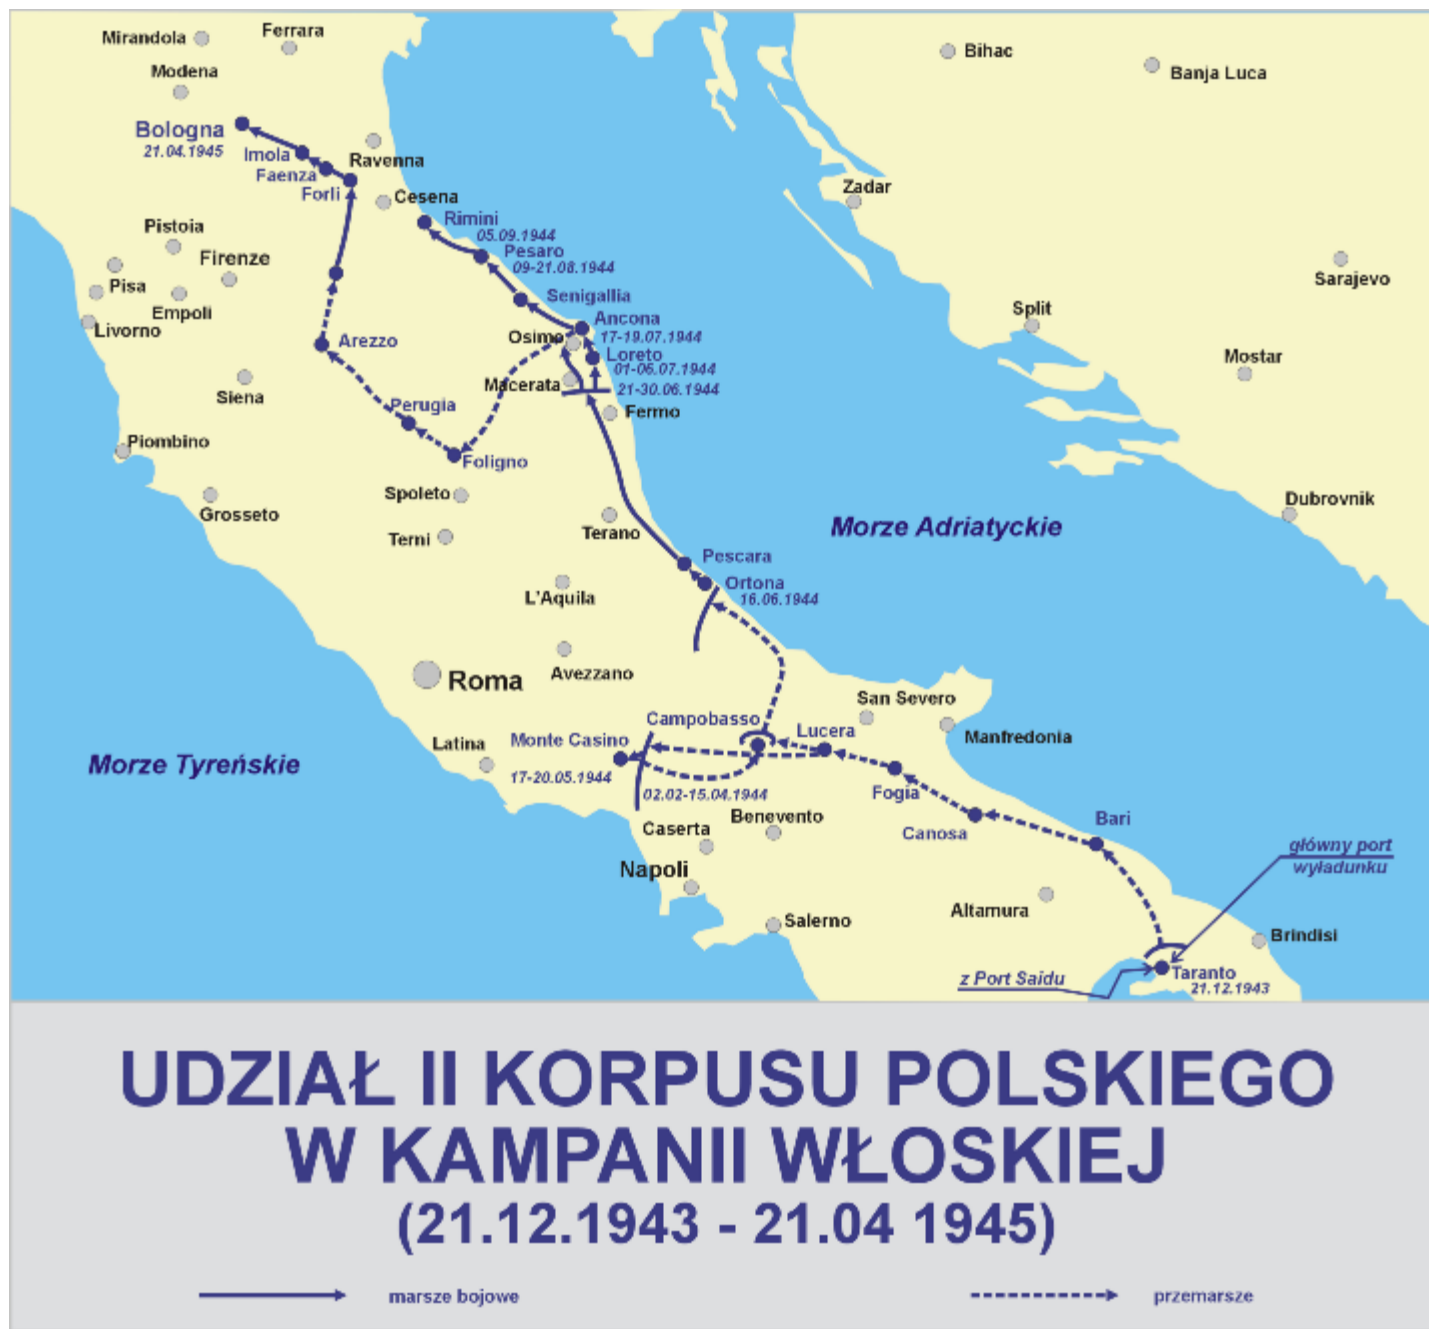 Mirandola
Ferrara
Modena
Bihac
Banja Luca
Bologna
21.04.1945
Imola
Ravenna
Faenza
Forli
Cesena
Zadar
Rimini
05.09.1944
Pistoia
Firenze
Pesaro
09-21.08.1944
Sarajevo
Pisa
Empoli
Senigallia
Livorno
Ancona
17-19.07.1944
Split
Osimo
Arezzo
Loreto
01-06.07.1944
Mostar
Macerata
21-30.06.1944
Siena
Perugia
Fermo
Piombino
Foligno
Spoleto
Dubrovnik
Grosseto
Terano
Terni
Morze Adriatyckie
Pescara
Ortona
16.06.1944
L'Aquila
Roma
Avezzano
San Severo
Campobasso
Lucera
Monte Casino
Latina
Manfredonia
Morze Tyreńskie
17-20.05.1944
02.02-15.04.1944
Fogia
Benevento
Bari
Caserta
Canosa
główny port
wyładunku
Napoli
Altamura
Salerno
Brindisi
z Port Saidu
Taranto
21.12.1943
UDZIAŁ II KORPUSU POLSKIEGO
W KAMPANII WŁOSKIEJ
(21.12.1943 - 21.04 1945)
marsze bojowe
przemarsze